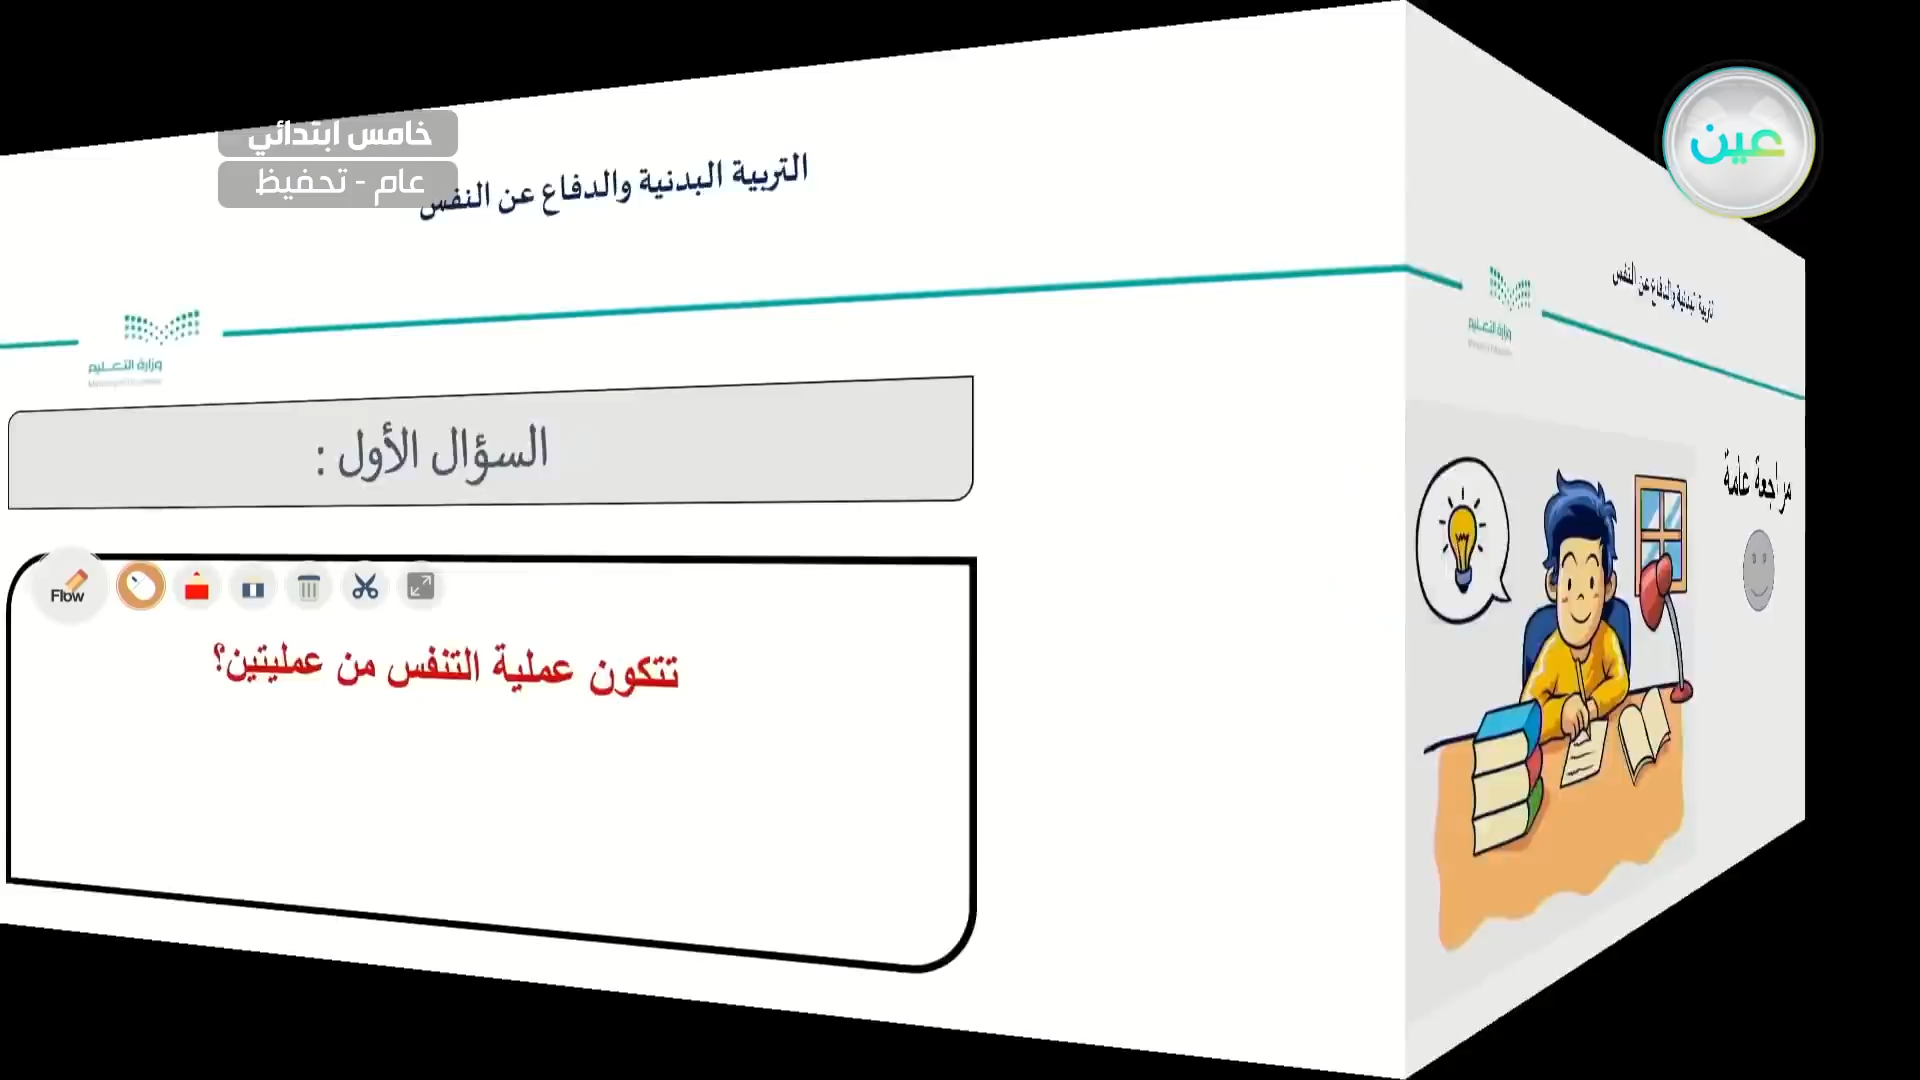 خامس ابتدائي
عام - تحفيظ
عين
التربية البدنية والدفاع عن النفس
وزارة التعليم
السؤال الأول :
Flow
تتكون عملية التنفس من عمليتين؟
التربية البدنية والدفاع عن النفس
وزارة التعليم
مراجعة عامة